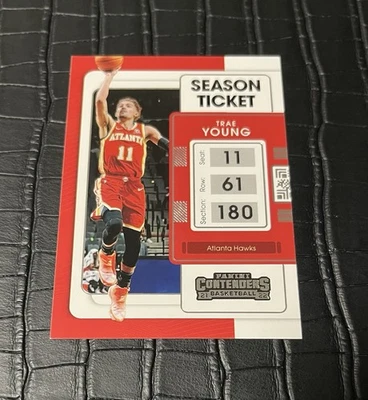 SEASON
TICKET
TRAE
YOUNG
Seat: 11
Row: 61
Section: 180
Atlanta Hawks
ATLANTA
11
PANINI
CONTENDERS
21 BASKETBALL 22